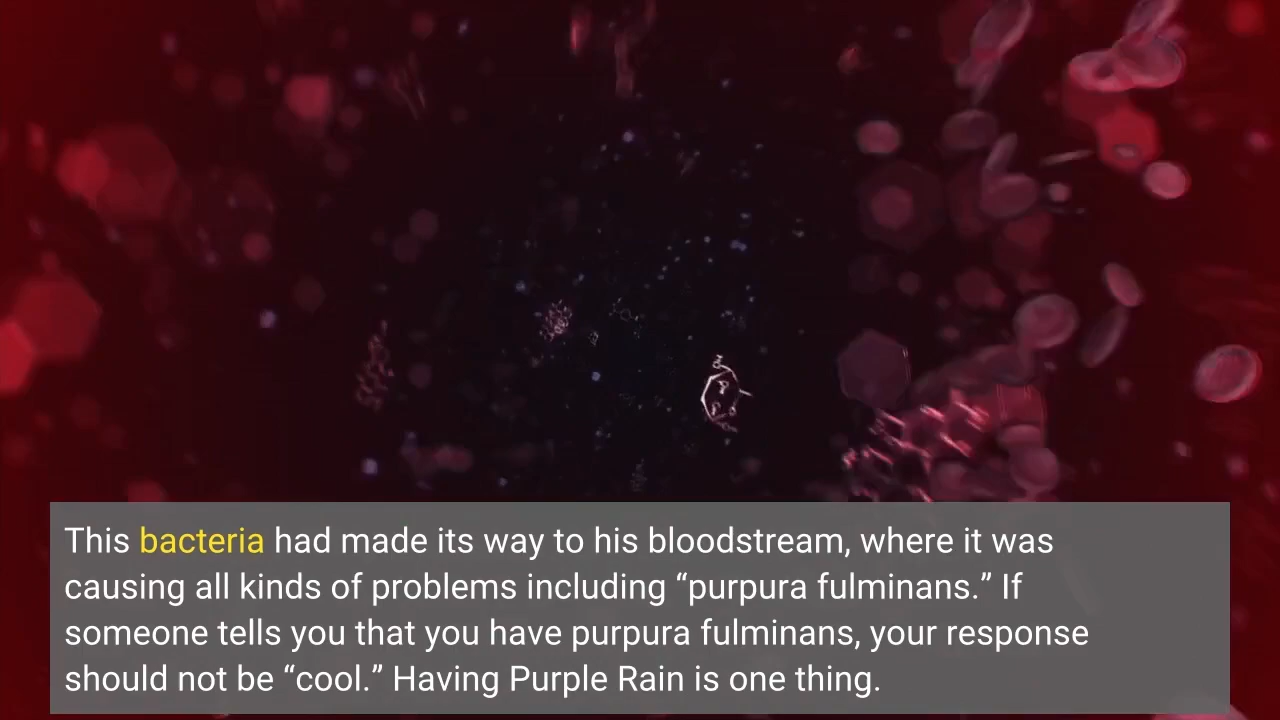 This bacteria had made its way to his bloodstream, where it was
causing all kinds of problems including “purpura fulminans.” If
someone tells you that you have purpura fulminans, your response
should not be “cool.” Having Purple Rain is one thing.